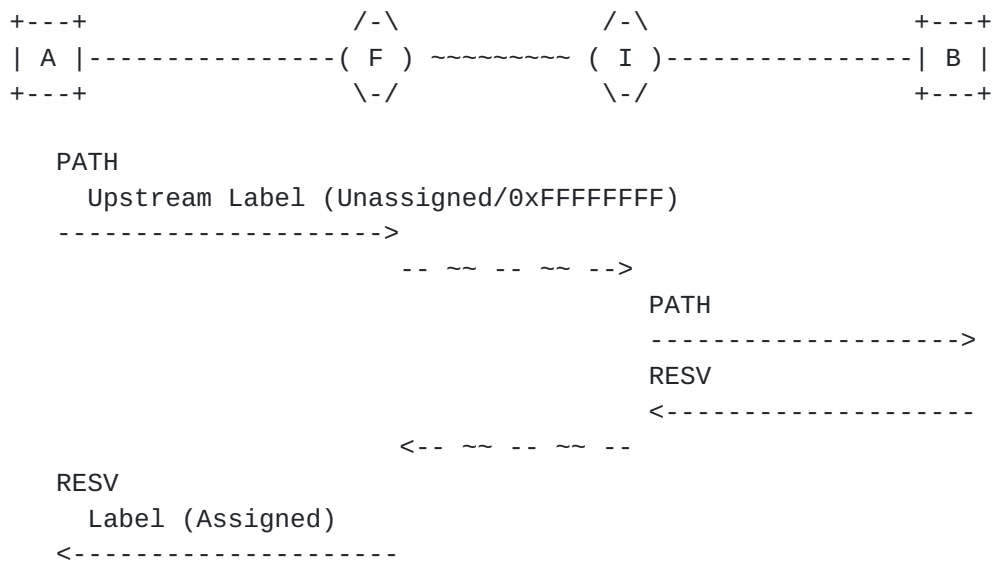 +---+                 /-\             /-\                 +---+
| A |----------------( F ) ~~~~~~~~~ ( I )----------------| B |
+---+                 \-/             \-/                 +---+
PATH
Upstream Label (Unassigned/0xFFFFFFFF)
--------------------->
-- ~~ -- ~~ -->
PATH
-------------------->
RESV
<--------------------
<-- ~~ -- ~~ --
RESV
Label (Assigned)
<---------------------